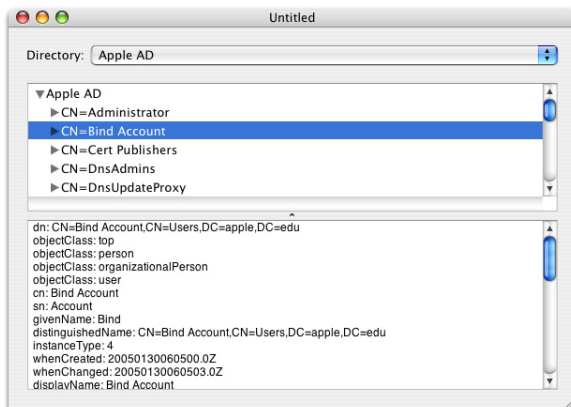 Untitled
Directory: Apple AD
Apple AD
CN=Administrator
CN=Bind Account
CN=Cert Publishers
CN=DnsAdmins
CN=DnsUpdateProxy
dn: CN=Bind Account,CN=Users,DC=apple,DC=edu
objectClass: top
objectClass: person
objectClass: organizationalPerson
objectClass: user
cn: Bind Account
sn: Account
givenName: Bind
distinguishedName: CN=Bind Account,CN=Users,DC=apple,DC=edu
instanceType: 4
whenCreated: 20050130060500.0Z
whenChanged: 20050130060503.0Z
displayName: Bind Account